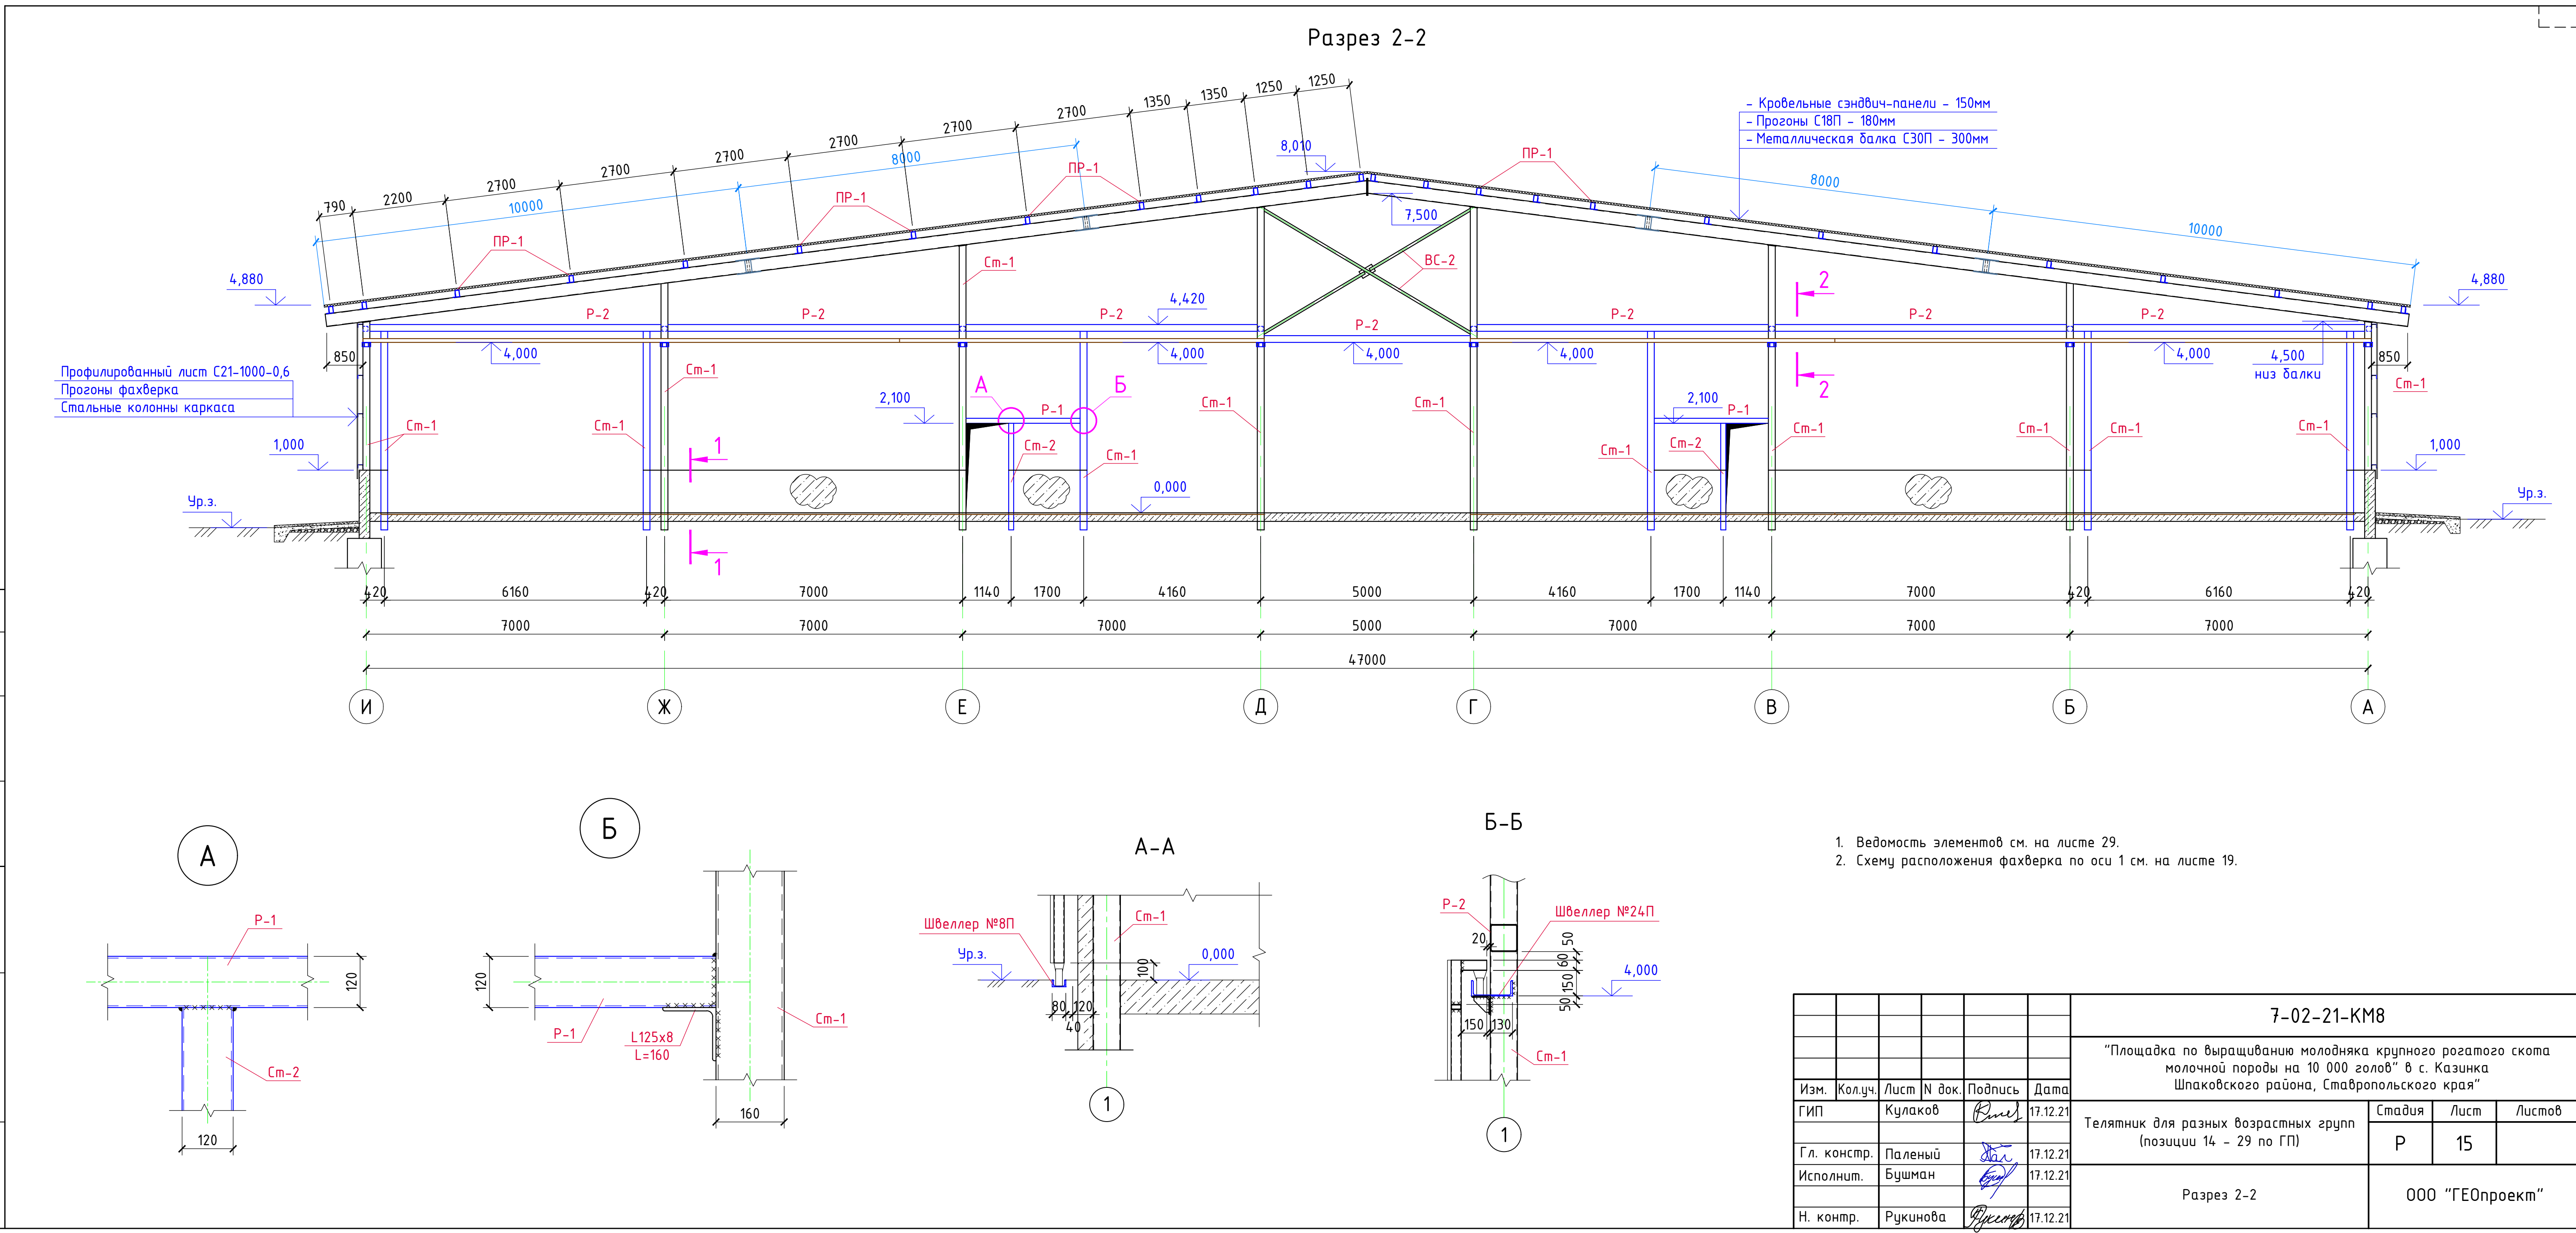 Разрез 2-2
790
2200
2700
2700
2700
2700
2700
2700
1350
1350
1250
1250
10000
8000
8000
10000
ПР-1
ПР-1
ПР-1
ПР-1
ПР-1
- Кровельные сэндвич-панели - 150мм
- Прогоны С18П - 180мм
- Металлическая балка С30П - 300мм
8,010
7,500
4,880
4,880
Ст-1
ВС-2
4,420
Р-2
Р-2
Р-2
Р-2
Р-2
Р-2
Р-2
2
2
850
4,000
4,000
4,000
4,000
4,000
4,500
низ балки
850
Профилированный лист С21-1000-0,6
Прогоны фахверка
Стальные колонны каркаса
Ст-1
Ст-1
А
Б
2,100
Р-1
2,100
Р-1
Ст-1
Ст-1
Ст-1
Ст-1
Ст-2
Ст-1
Ст-1
Ст-2
Ст-1
Ст-1
Ст-1
Ст-1
1,000
1,000
1
1
0,000
Ур.з.
Ур.з.
420
6160
420
7000
1140
1700
4160
5000
4160
1700
1140
7000
420
6160
420
7000
7000
7000
5000
7000
7000
7000
47000
И
Ж
Е
Д
Г
В
Б
А
А
Р-1
120
Ст-2
120
Б
120
Р-1
L125х8
L=160
Ст-1
160
А-А
Швеллер №8П
Ст-1
Ур.з.
100
0,000
80
120
40
1
Б-Б
Р-2
Швеллер №24П
20
50
60
150
50
4,000
150
130
Ст-1
1
1. Ведомость элементов см. на листе 29.
2. Схему расположения фахверка по оси 1 см. на листе 19.
7-02-21-КМ8
"Площадка по выращиванию молодняка крупного рогатого скота
молочной породы на 10 000 голов" в с. Казинка
Шпаковского района, Ставропольского края"
Изм. Кол.уч. Лист N док. Подпись Дата
ГИП Кулаков 17.12.21
Гл. констр. Паленый 17.12.21
Исполнит. Бушман 17.12.21
Н. контр. Рукинова 17.12.21
Телятник для разных возрастных групп
(позиции 14 - 29 по ГП)
Стадия Лист Листов
Р 15
Разрез 2-2
ООО "ГЕОпроект"